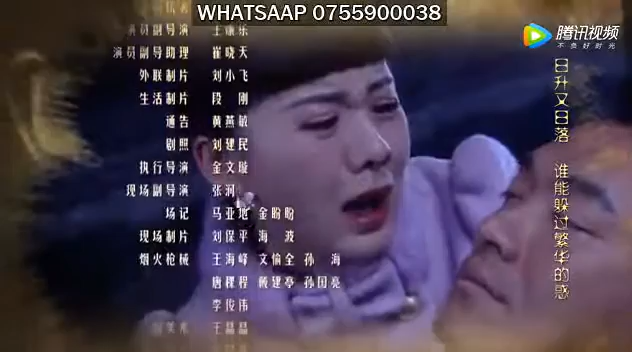 WHATSAAP 0755900038
腾讯视频
不负好时光
演员副导演 王康乐
演员副导助理 崔晓天
外联制片 刘小飞
生活制片 段 刚
通告 黄燕敏
剧照 刘建民
执行导演 金文璇
现场副导演 张润
场记 马亚地 金盼盼
现场制片 刘保平 海 波
烟火枪械 王海峰 文愉全 孙 海
唐稞程 戴建亭 孙国亮
李俊伟
王晶晶
日升又日落 谁能躲过繁华的惑